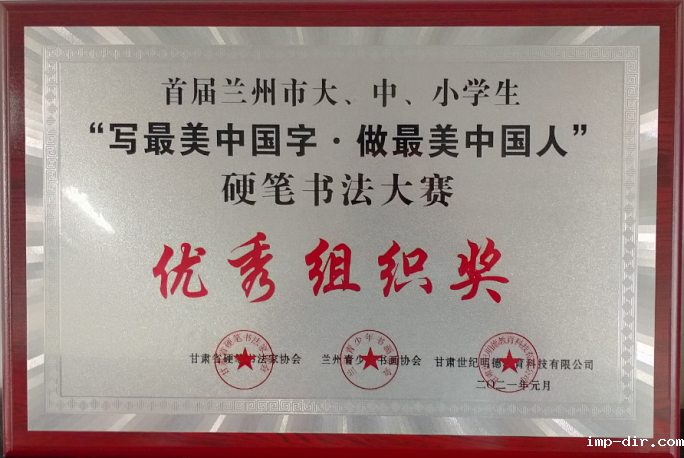 首届兰州市大、中、小学生
“写最美中国字·做最美中国人”
硬笔书法大赛
优秀组织奖
甘肃省硬笔书法家协会 兰州青少年书画协会 甘肃世纪明德教育科技有限公司
二〇二一年元月
imp-dir.com